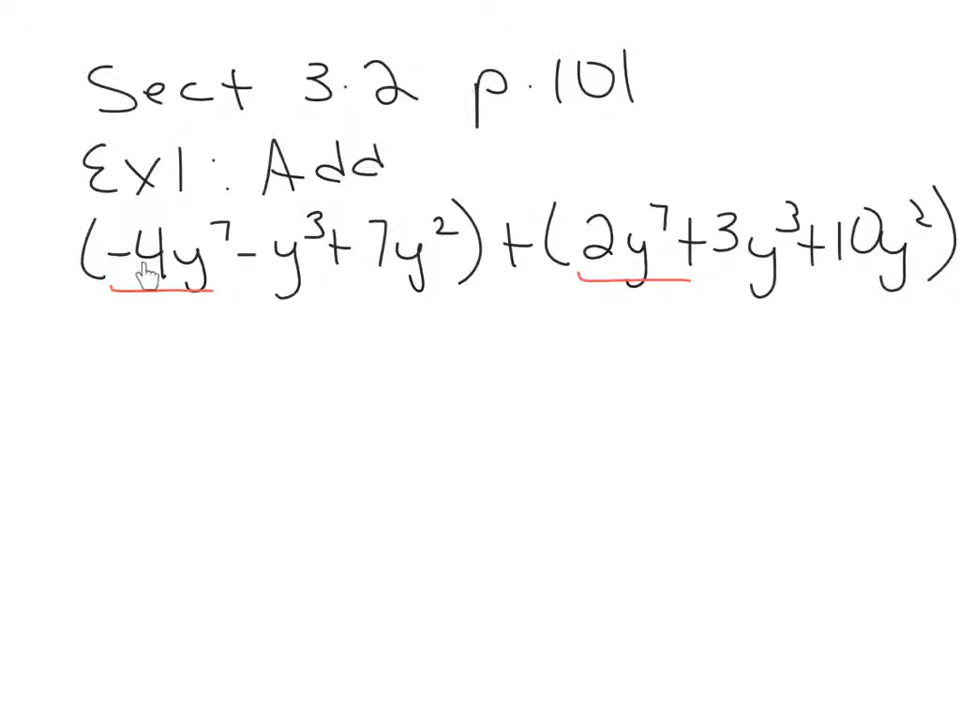 Sect 3.2 p.101
Ex1: Add
(-4y⁷ - y³ + 7y²) + (2y⁷ + 3y³ + 10y²)